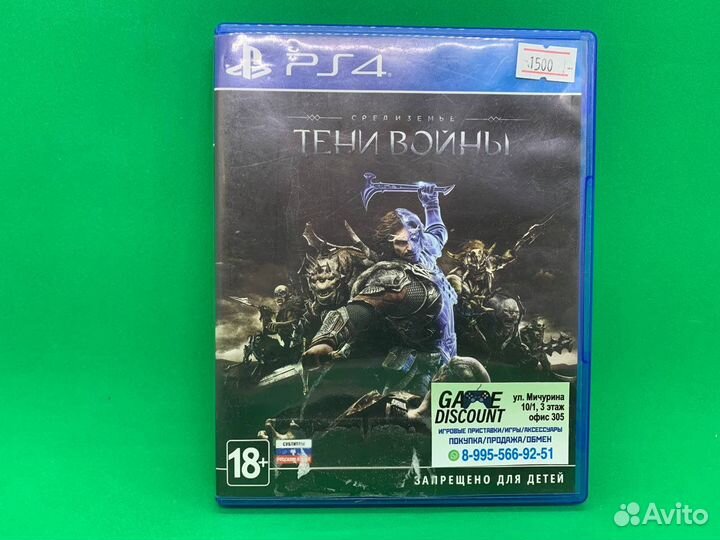 PS4
1500
СРЕДИЗЕМЬЕ
ТЕНИ ВОЙНЫ
GAME
DISCOUNT
ул. Мичурина
10/1, 3 этаж
офис 305
ИГРОВЫЕ ПРИСТАВКИ/ИГРЫ/АКСЕССУАРЫ
ПОКУПКА/ПРОДАЖА/ОБМЕН
8-995-566-92-51
СУБТИТРЫ
18+
ЗАПРЕЩЕНО ДЛЯ ДЕТЕЙ
Avito